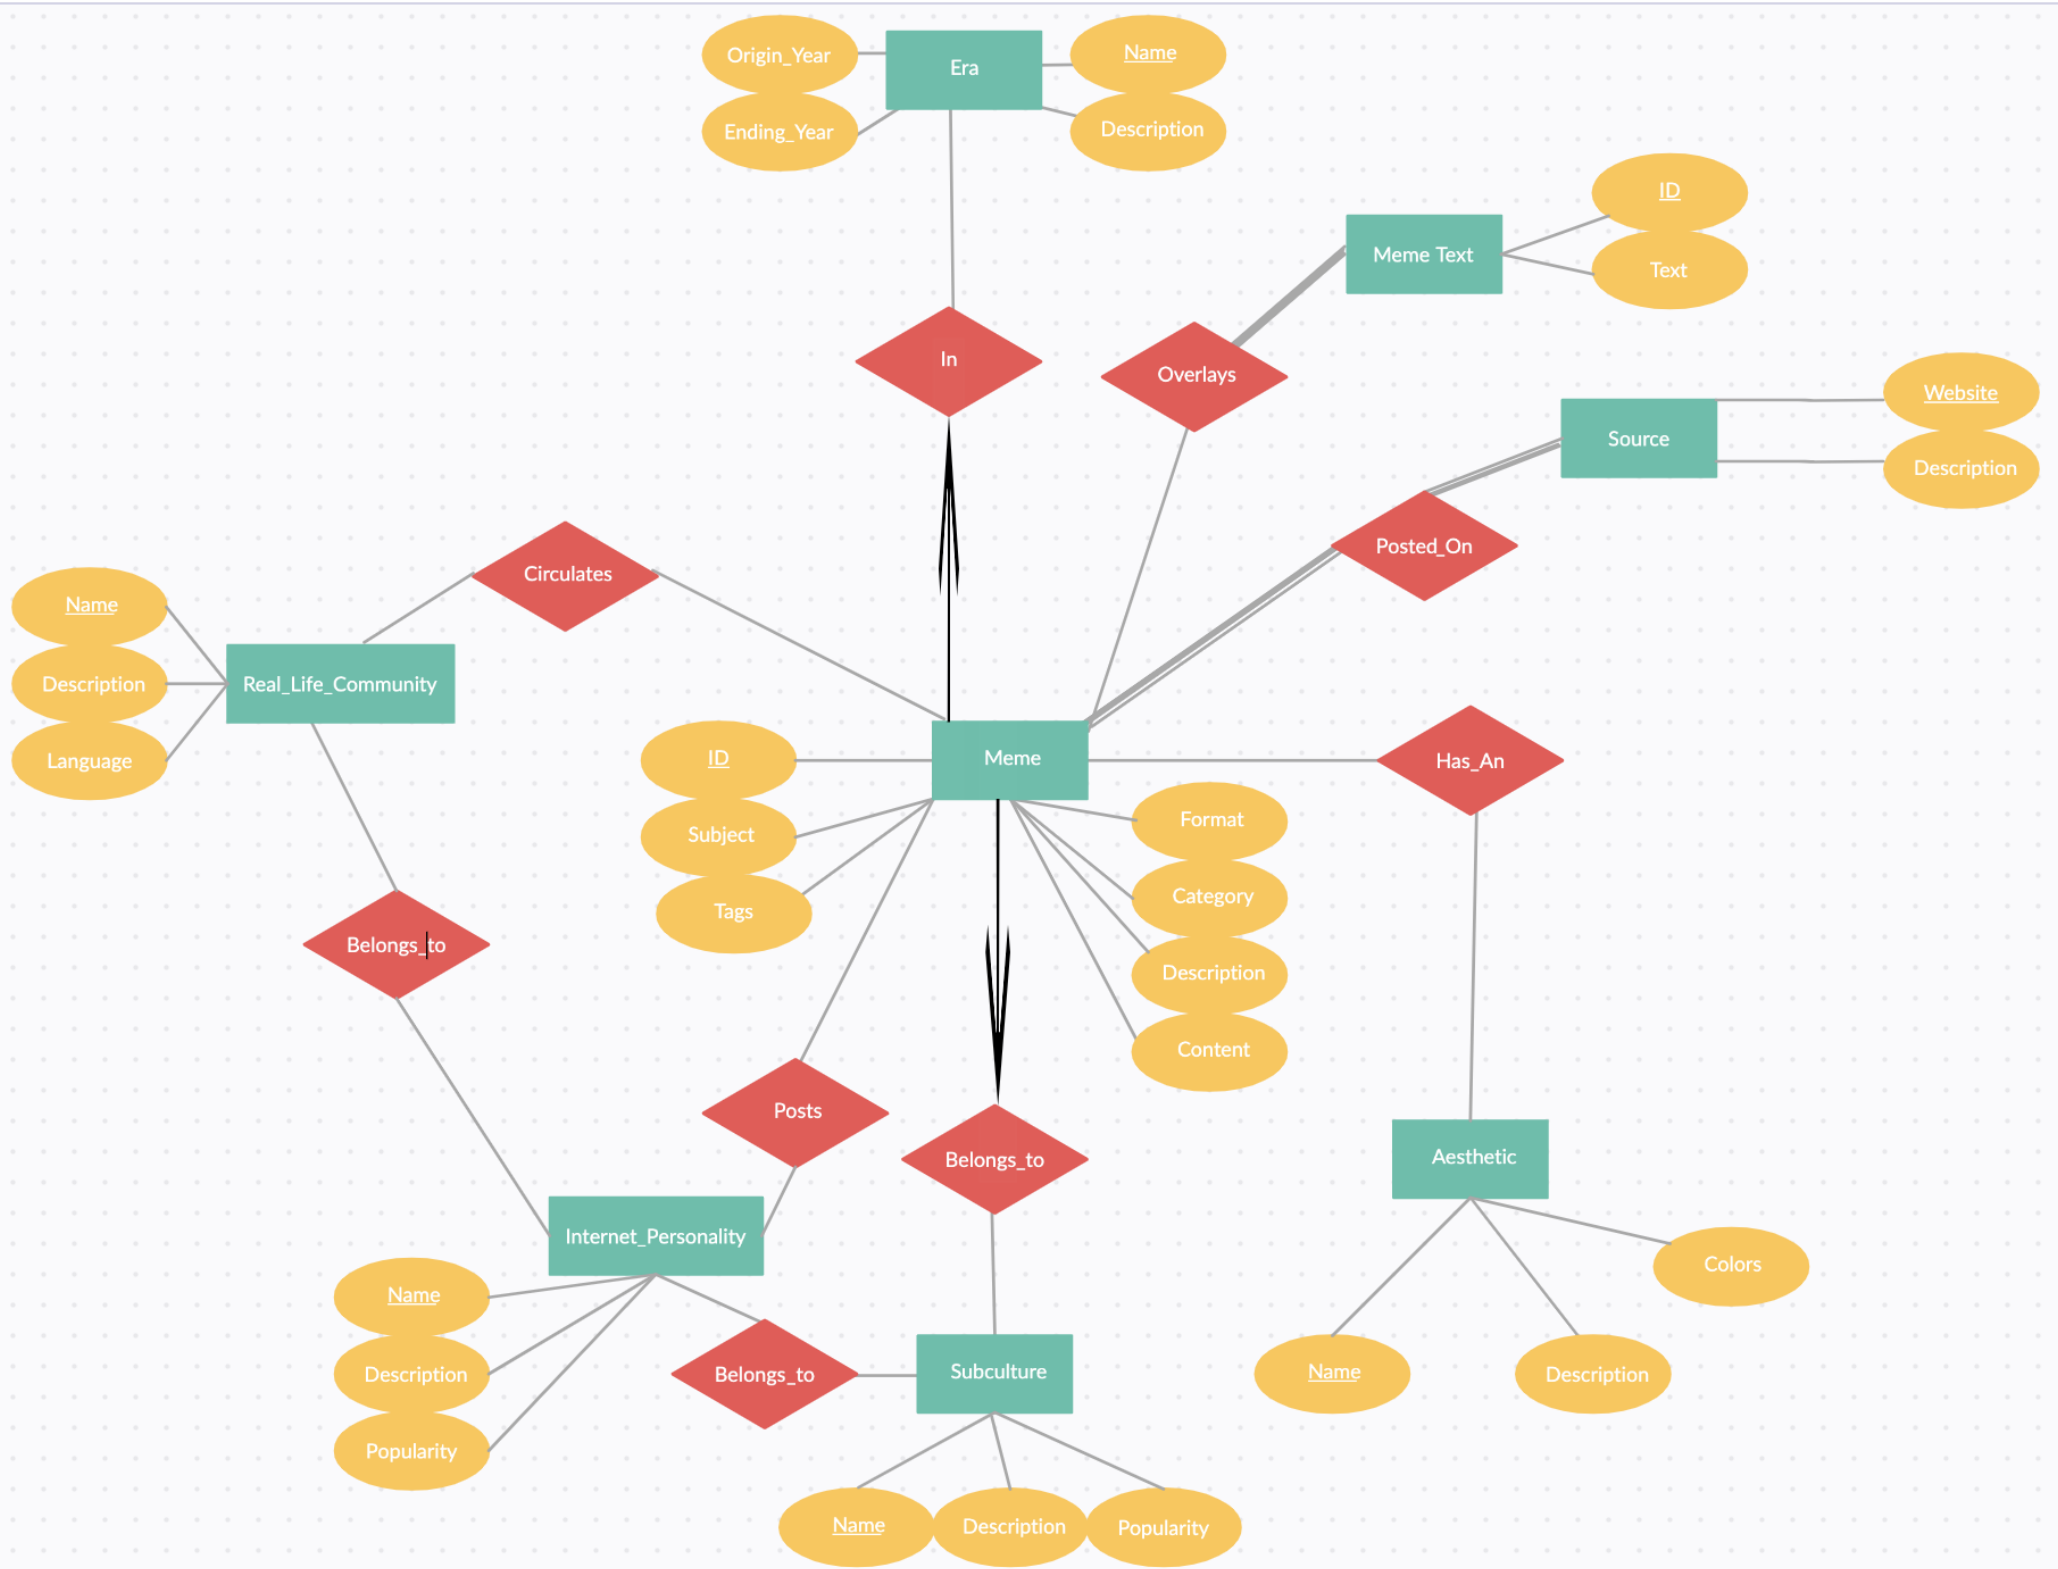 Origin_Year
Era
Name
Ending_Year
Description
ID
Meme Text
Text
In
Overlays
Website
Source
Description
Posted_On
Circulates
Name
Real_Life_Community
Description
Language
ID
Meme
Has_An
Subject
Format
Tags
Category
Belongs_to
Description
Content
Posts
Belongs_to
Aesthetic
Internet_Personality
Colors
Name
Description
Belongs_to
Subculture
Name
Description
Popularity
Name
Description
Popularity